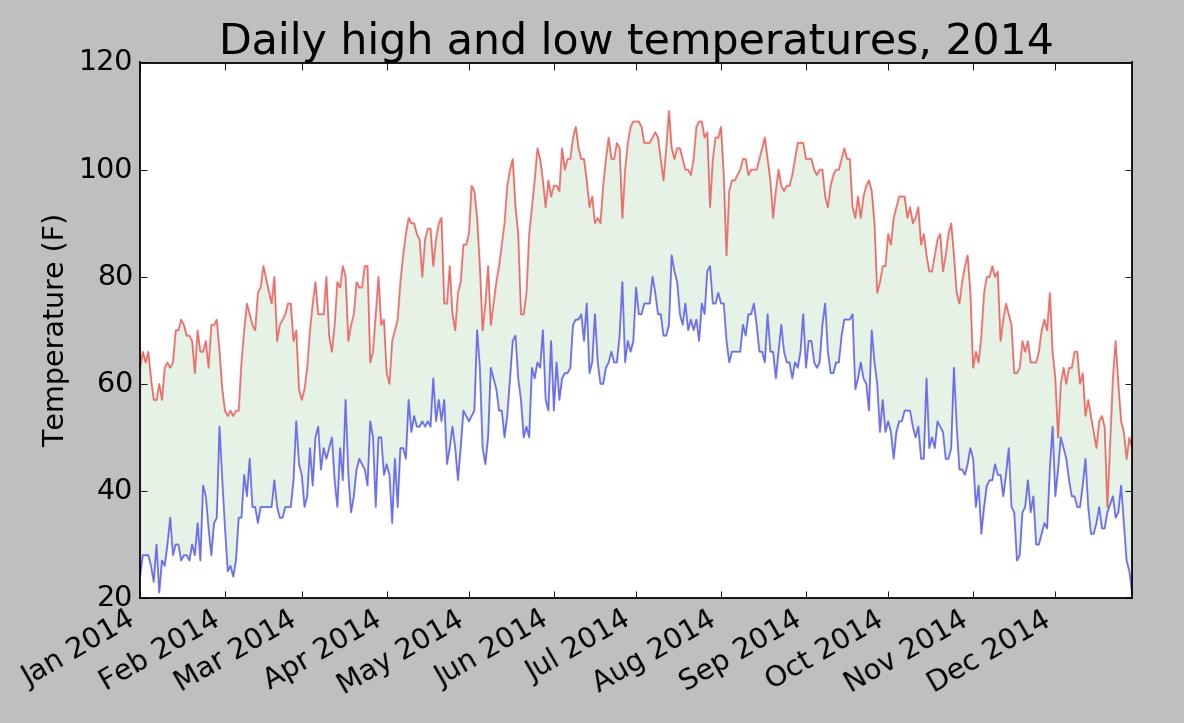 Daily high and low temperatures, 2014
Temperature (F)
120
100
80
60
40
20
Jan 2014
Feb 2014
Mar 2014
Apr 2014
May 2014
Jun 2014
Jul 2014
Aug 2014
Sep 2014
Oct 2014
Nov 2014
Dec 2014